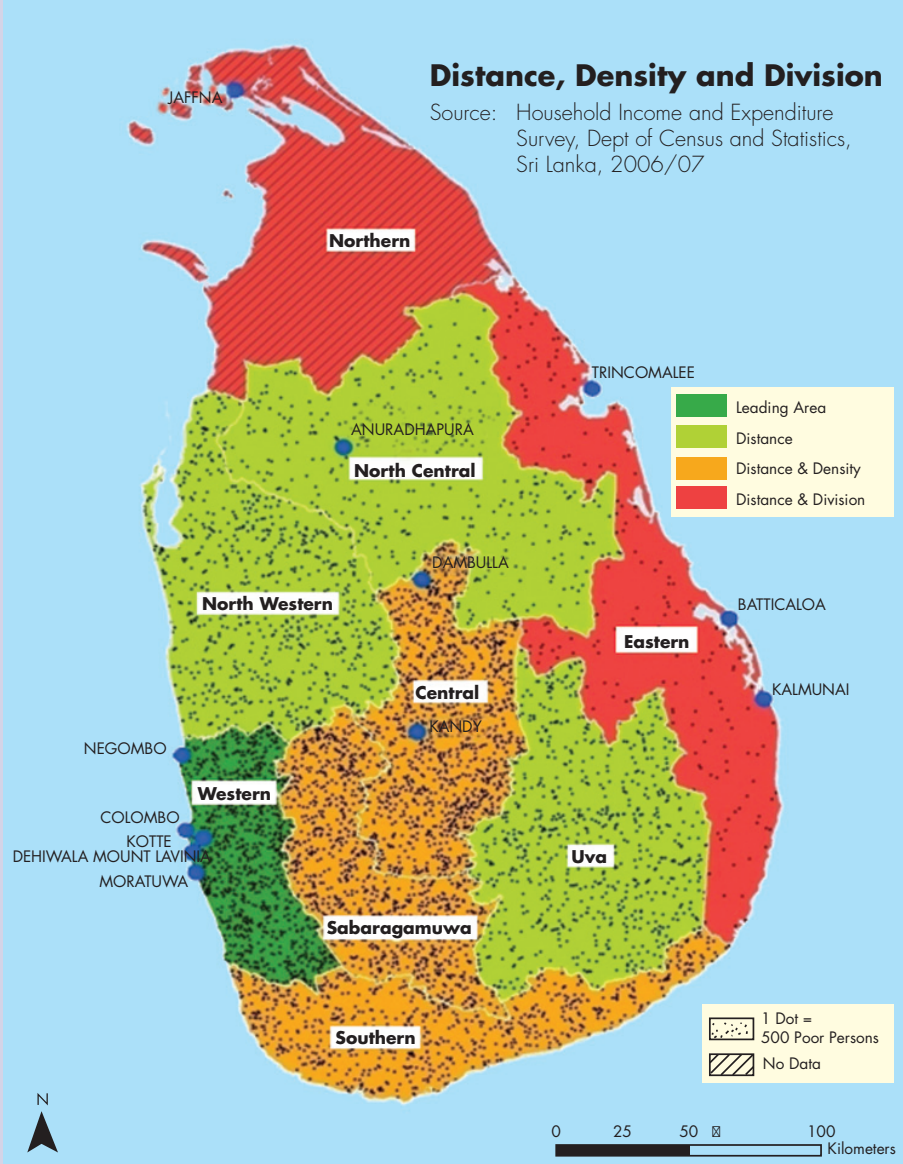 Distance, Density and Division
Source: Household Income and Expenditure
Survey, Dept of Census and Statistics,
Sri Lanka, 2006/07
JAFFNA
Northern
TRINCOMALEE
Leading Area
Distance
Distance & Density
Distance & Division
ANURADHAPURA
North Central
DAMBULLA
North Western
BATTICALOA
Eastern
Central
KALMUNAI
KANDY
NEGOMBO
Western
COLOMBO
KOTTE
DEHIWALA MOUNT LAVINIA
Uva
MORATUWA
Sabaragamuwa
1 Dot =
500 Poor Persons
Southern
No Data
N
0 25 50 100
Kilometers